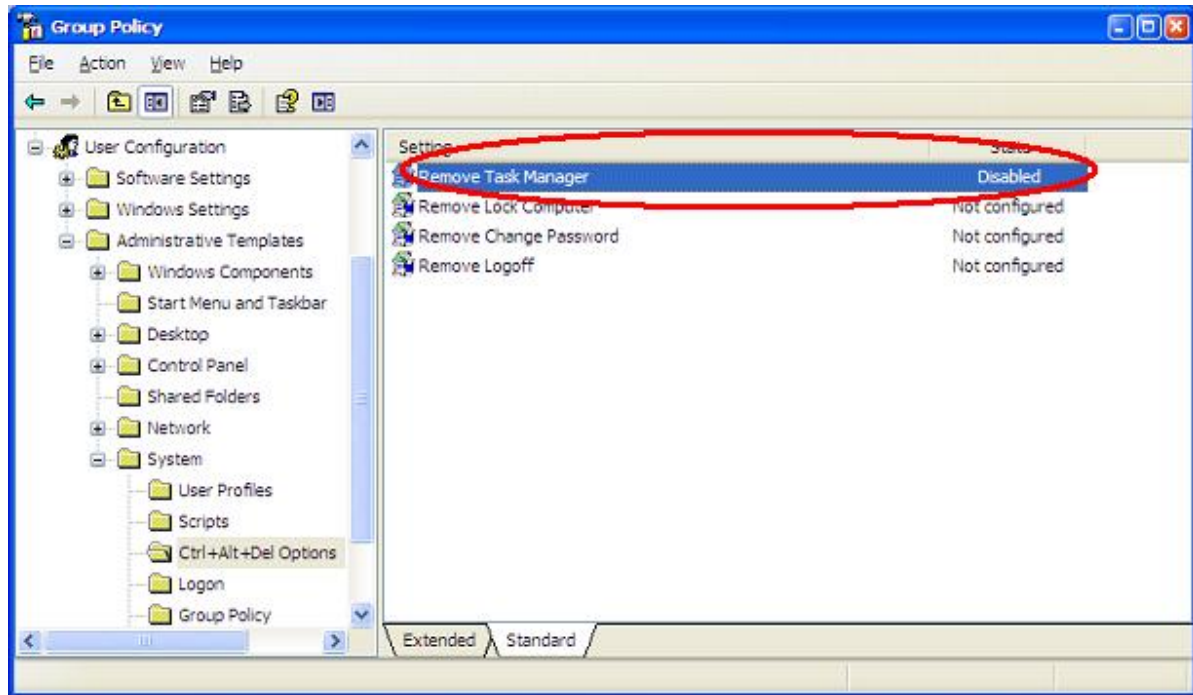 Group Policy
File Action View Help
User Configuration
Software Settings
Windows Settings
Administrative Templates
Windows Components
Start Menu and Taskbar
Desktop
Control Panel
Shared Folders
Network
System
User Profiles
Scripts
Ctrl+Alt+Del Options
Logon
Group Policy
Setting State
Remove Task Manager Disabled
Remove Lock Computer Not configured
Remove Change Password Not configured
Remove Logoff Not configured
Extended Standard